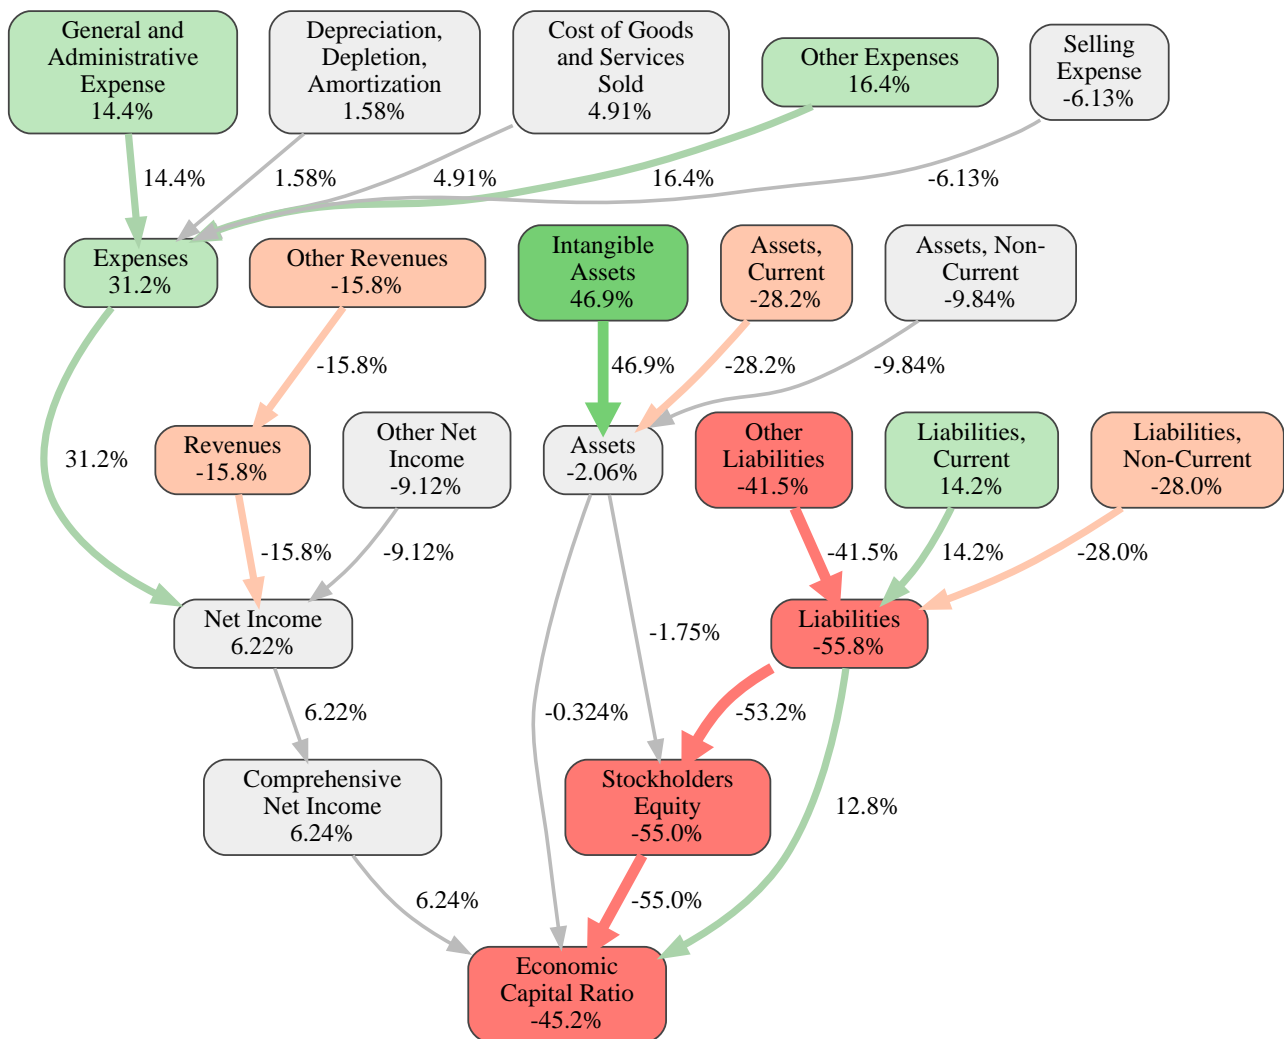 General and
Administrative
Expense
14.4%
Depreciation,
Depletion,
Amortization
1.58%
Cost of Goods
and Services
Sold
4.91%
Other Expenses
16.4%
Selling
Expense
-6.13%
14.4%
1.58%
4.91%
16.4%
-6.13%
Expenses
31.2%
Other Revenues
-15.8%
Intangible
Assets
46.9%
Assets,
Current
-28.2%
Assets, Non-
Current
-9.84%
-15.8%
46.9%
-28.2%
-9.84%
31.2%
Revenues
-15.8%
Other Net
Income
-9.12%
Assets
-2.06%
Other
Liabilities
-41.5%
Liabilities,
Current
14.2%
Liabilities,
Non-Current
-28.0%
-15.8%
-9.12%
-41.5%
14.2%
-28.0%
Net Income
6.22%
-1.75%
Liabilities
-55.8%
6.22%
-0.324%
-53.2%
Comprehensive
Net Income
6.24%
Stockholders
Equity
-55.0%
12.8%
6.24%
-55.0%
Economic
Capital Ratio
-45.2%